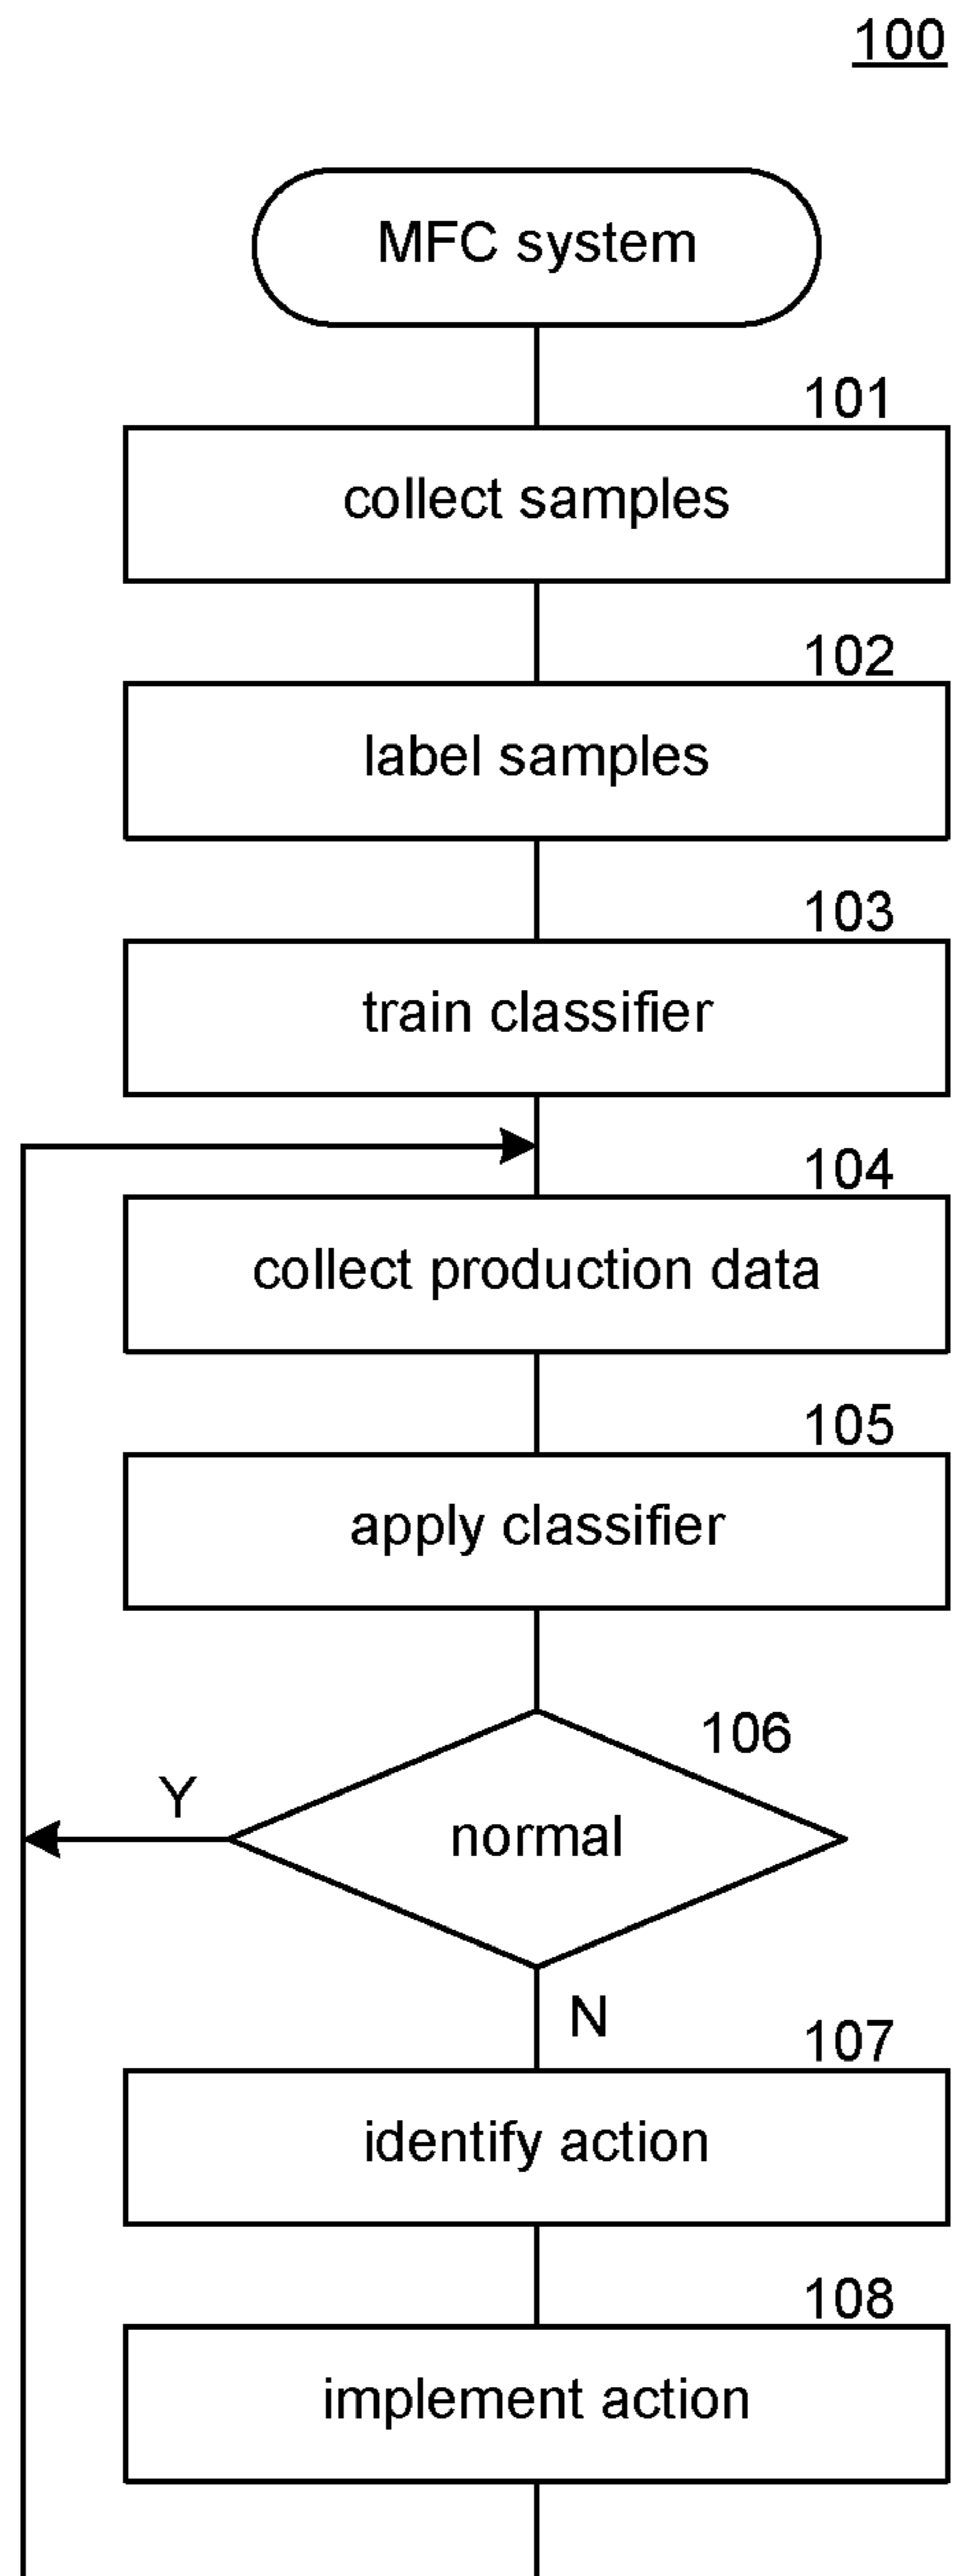 100
MFC system
101
collect samples
102
label samples
103
train classifier
104
collect production data
105
apply classifier
106
Y
normal
N
107
identify action
108
implement action